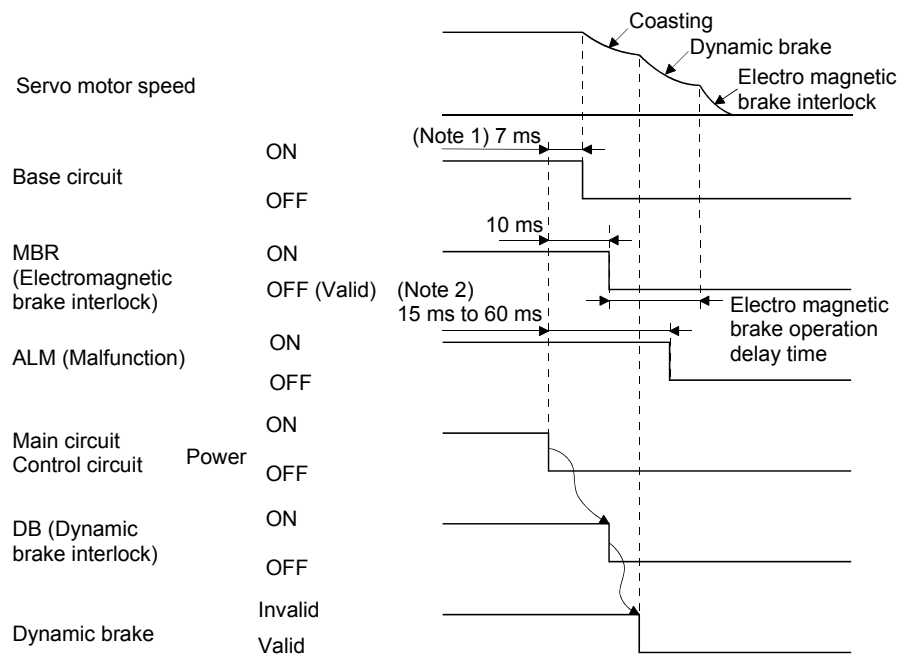 Coasting
Dynamic brake
Electro magnetic
brake interlock
Servo motor speed
(Note 1) 7 ms
Base circuit
ON
OFF
10 ms
MBR
(Electromagnetic
brake interlock)
ON
OFF (Valid)
(Note 2)
15 ms to 60 ms
Electro magnetic
brake operation
delay time
ALM (Malfunction)
ON
OFF
Main circuit
Control circuit
Power
ON
OFF
DB (Dynamic
brake interlock)
ON
OFF
Dynamic brake
Invalid
Valid